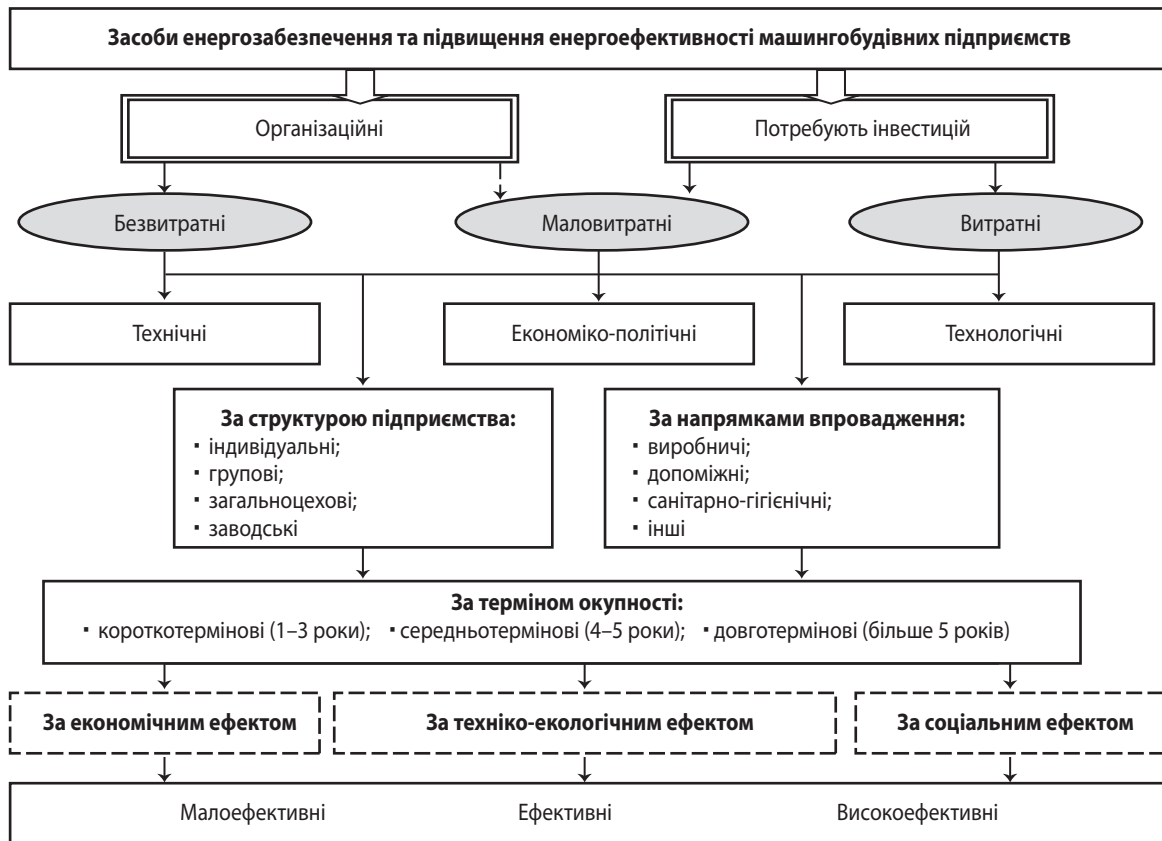 Засоби енергозабезпечення та підвищення енергоефективності машингобудівних підприємств
Організаційні
Потребують інвестицій
Безвитратні
Маловитратні
Витратні
Технічні
Економіко-політичні
Технологічні
За структурою підприємства:
▪ індивідуальні;
▪ групові;
▪ загальноцехові;
▪ заводські
За напрямками впровадження:
▪ виробничі;
▪ допоміжні;
▪ санітарно-гігієнічні;
▪ інші
За терміном окупності:
▪ короткотермінові (1–3 роки); ▪ середньотермінові (4–5 роки); ▪ довготермінові (більше 5 років)
За економічним ефектом
За техніко-екологічним ефектом
За соціальним ефектом
Малоефективні
Ефективні
Високоефективні